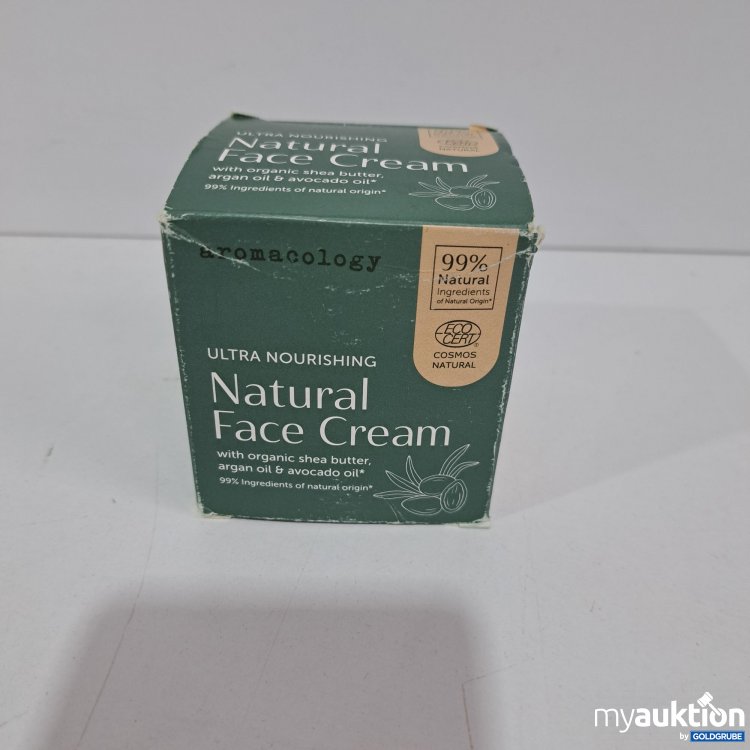 ULTRA NOURISHING
Natural
Face Cream
with organic shea butter,
argan oil & avocado oil*
99% Ingredients of natural origin*
NATURAL
aromacology
99%
Natural
Ingredients
of Natural Origin*
ECO
CERT
®
COSMOS
NATURAL
ULTRA NOURISHING
Natural
Face Cream
with organic shea butter,
argan oil & avocado oil*
99% Ingredients of natural origin*
myauktion
by GOLDGRUBE